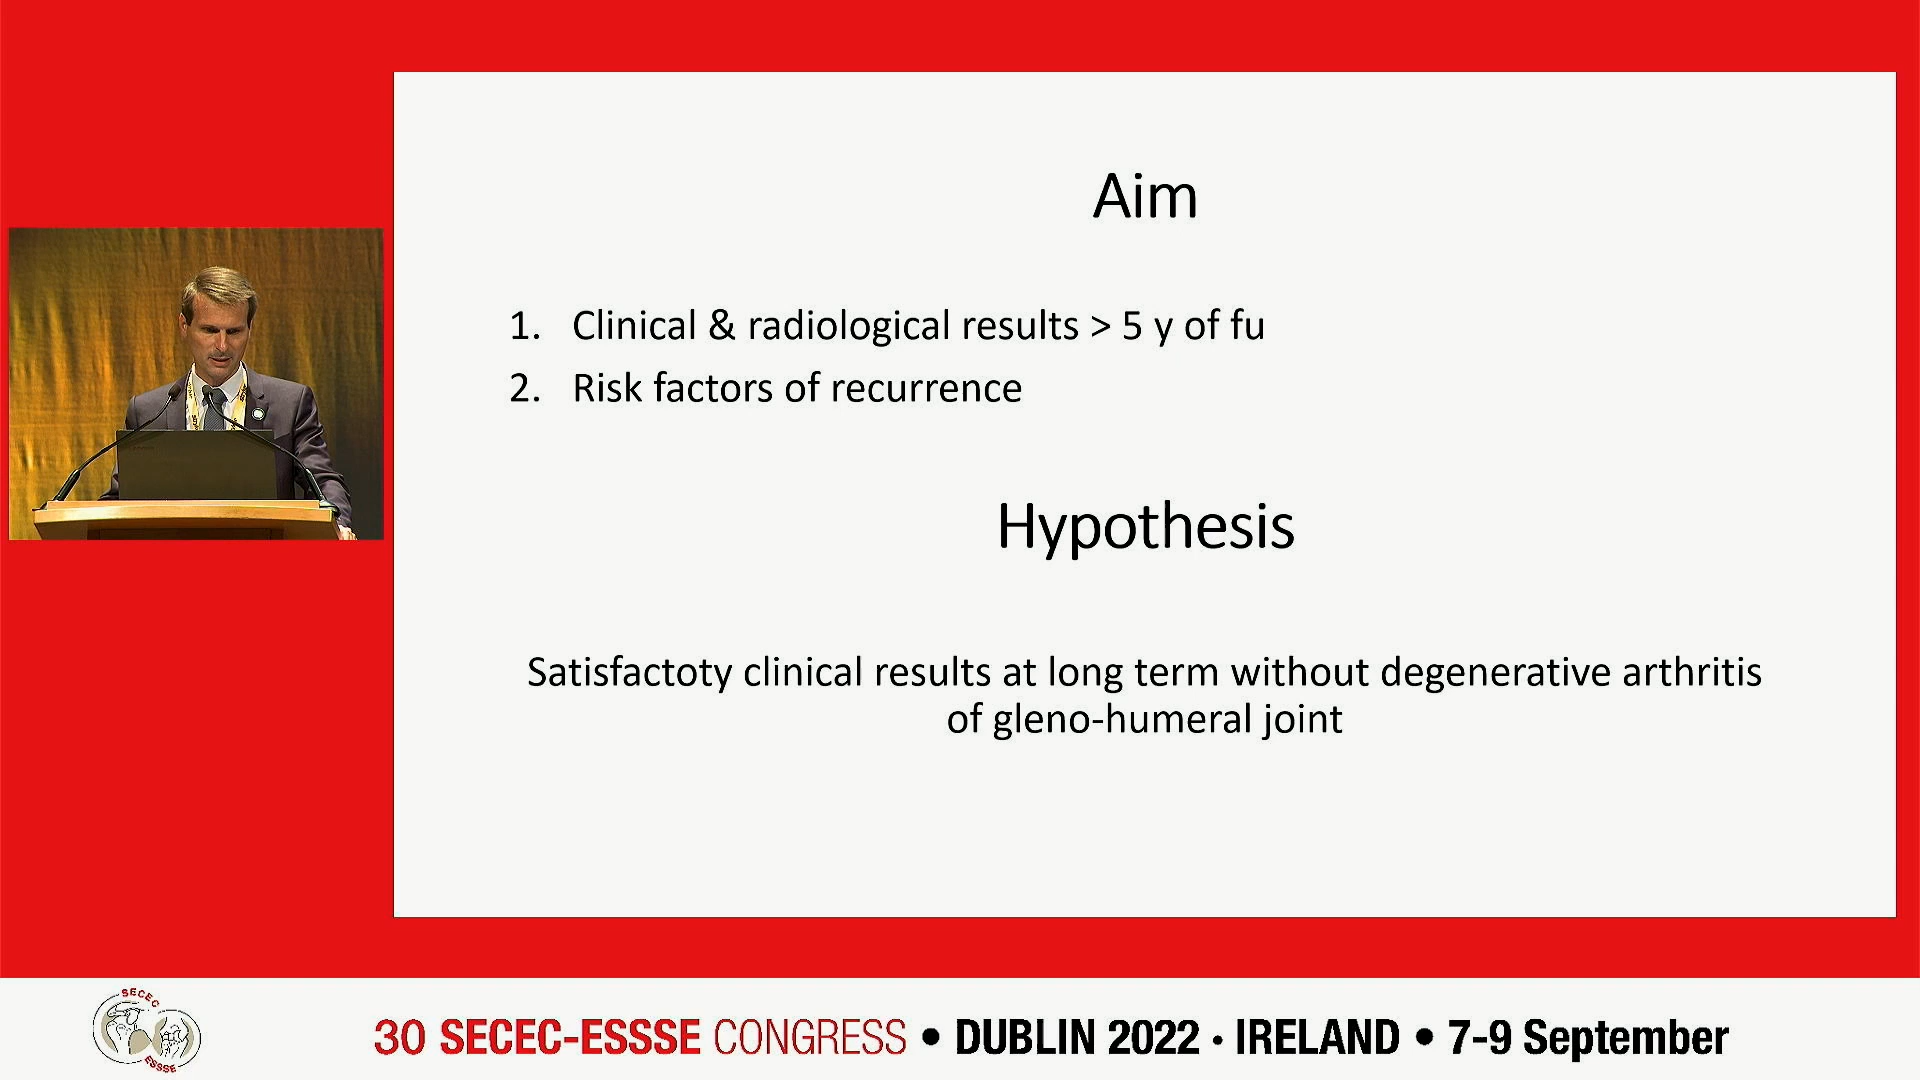 Aim
1. Clinical & radiological results > 5 y of fu
2. Risk factors of recurrence
Hypothesis
Satisfactoty clinical results at long term without degenerative arthritis
of gleno-humeral joint
SECEC
ESSSE
30 SECEC-ESSSE CONGRESS • DUBLIN 2022 • IRELAND • 7-9 September